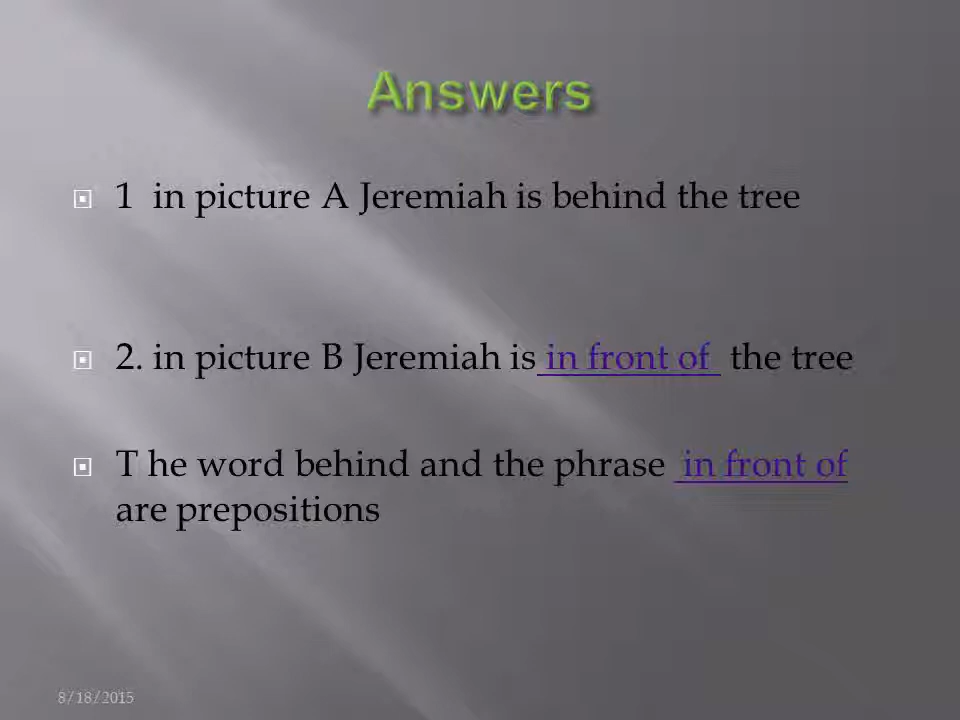 Answers
1 in picture A Jeremiah is behind the tree
2. in picture B Jeremiah is in front of the tree
T he word behind and the phrase in front of
are prepositions
8/18/2015